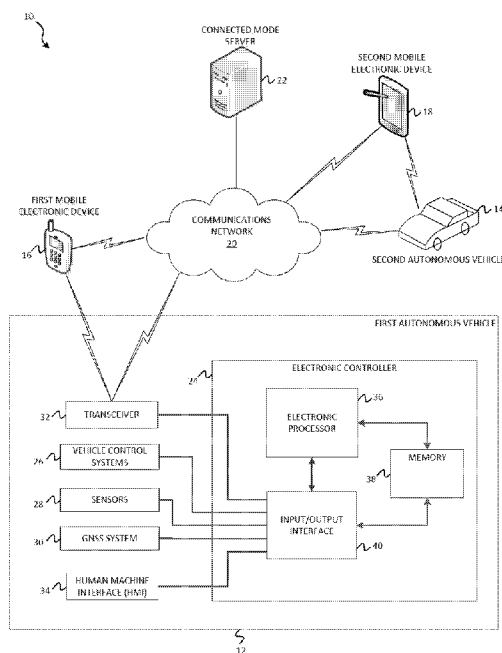 10
CONNECTED MODE
SERVER
22
SECOND MOBILE
ELECTRONIC DEVICE
18
FIRST MOBILE
ELECTRONIC DEVICE
16
COMMUNICATIONS
NETWORK
20
14
SECOND AUTONOMOUS VEHICLE
FIRST AUTONOMOUS VEHICLE
24
ELECTRONIC CONTROLLER
32
TRANSCEIVER
ELECTRONIC
PROCESSOR
36
26
VEHICLE CONTROL
SYSTEMS
MEMORY
38
28
SENSORS
INPUT/OUTPUT
INTERFACE
40
30
GNSS SYSTEM
34
HUMAN MACHINE
INTERFACE (HMI)
12